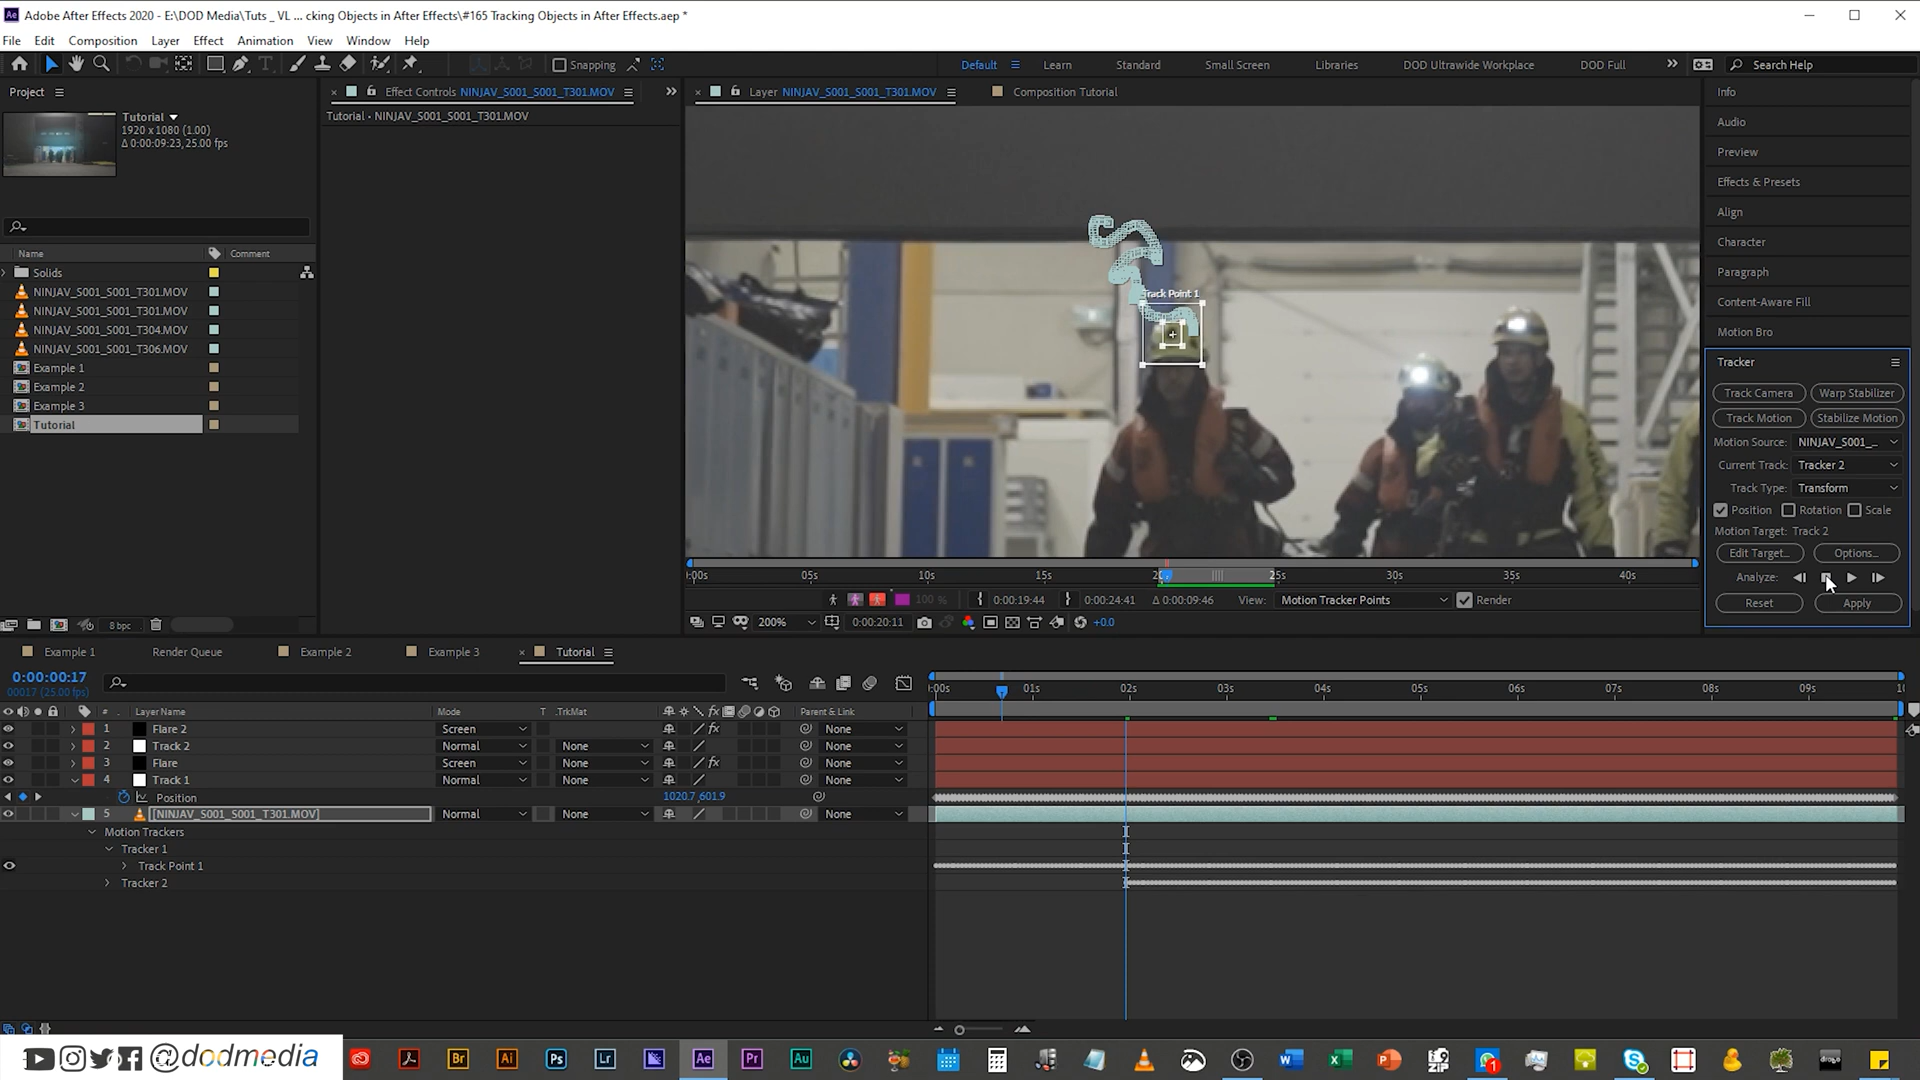 Adobe After Effects 2020 - E:\DOD Media\Tuts _ VL ... cking Objects in After Effects\#165 Tracking Objects in After Effects.aep *
File Edit Composition Layer Effect Animation View Window Help
Snapping Default Learn Standard Small Screen Libraries DOD Ultrawide Workplace DOD Full Search Help
Project
Effect Controls NINJAV_S001_S001_T301.MOV
Layer NINJAV_S001_S001_T301.MOV Composition Tutorial
Tutorial
1920 x 1080 (1.00)
Δ 0:00:09:23, 25.00 fps
Tutorial • NINJAV_S001_S001_T301.MOV
Name Comment
Solids
NINJAV_S001_S001_T301.MOV
NINJAV_S001_S001_T301.MOV
NINJAV_S001_S001_T304.MOV
NINJAV_S001_S001_T306.MOV
Example 1
Example 2
Example 3
Tutorial
8 bpc
Track Point 1
05s 10s 15s 25s 30s 35s 40s
100 % 0:00:19:44 0:00:24:41 Δ 0:00:09:46 View: Motion Tracker Points Render
200% 0:00:20:11 +0.0
Info
Audio
Preview
Effects & Presets
Align
Character
Paragraph
Content-Aware Fill
Motion Bro
Tracker
Track Camera Warp Stabilizer
Track Motion Stabilize Motion
Motion Source: NINJAV_S001_...
Current Track: Tracker 2
Track Type: Transform
Position Rotation Scale
Motion Target: Track 2
Edit Target... Options...
Analyze:
Reset Apply
Example 1 Render Queue Example 2 Example 3 Tutorial
0:00:00:17
00017 (25.00 fps)
:00s 01s 02s 03s 04s 05s 06s 07s 08s 09s 10
# Layer Name Mode T .TrkMat Parent & Link
1 Flare 2 Screen None
2 Track 2 Normal None None
3 Flare Screen None None
4 Track 1 Normal None None
Position 1020.7,601.9
5 [NINJAV_S001_S001_T301.MOV] Normal None None
Motion Trackers
Tracker 1
Track Point 1
Tracker 2
@dodmedia
Br Ai Ps Lr Ae Pr Au